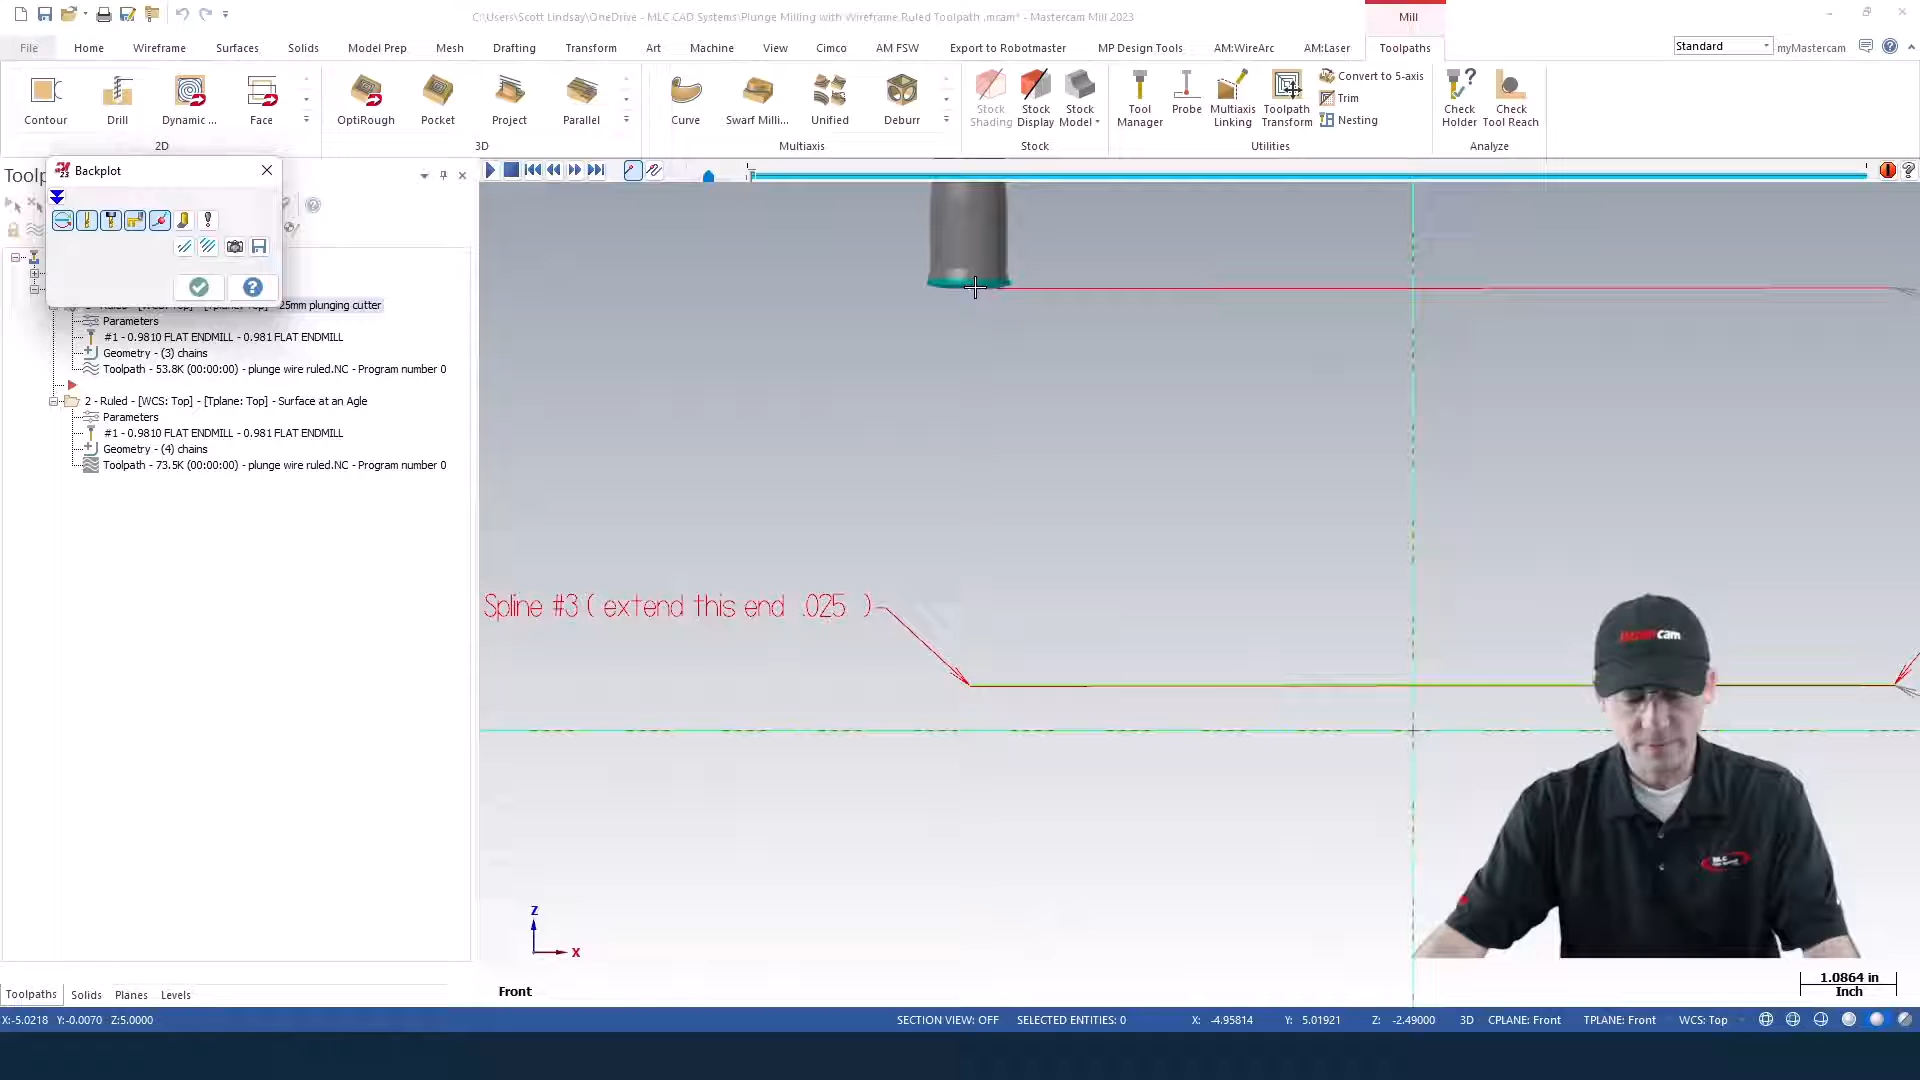 C:\Users\Scott Lindsay\OneDrive - MLC CAD Systems\Plunge Milling with Wireframe Ruled Toolpath .mcam* - Mastercam Mill 2023
Mill
File Home Wireframe Surfaces Solids Model Prep Mesh Drafting Transform Art Machine View Cimco AM FSW Export to Robotmaster MP Design Tools AM:WireArc AM:Laser Toolpaths
Standard
myMastercam
Contour Drill Dynamic ... Face
2D
OptiRough Pocket Project Parallel
3D
Curve Swarf Milli... Unified Deburr
Multiaxis
Stock Shading
Stock Display
Stock Model
Stock
Tool Manager
Probe
Multiaxis Linking
Toolpath Transform
Convert to 5-axis
Trim
Nesting
Utilities
Check Holder
Check Tool Reach
Analyze
Backplot
25mm plunging cutter
Parameters
#1 - 0.9810 FLAT ENDMILL - 0.981 FLAT ENDMILL
Geometry - (3) chains
Toolpath - 53.8K (00:00:00) - plunge wire ruled.NC - Program number 0
2 - Ruled - [WCS: Top] - [Tplane: Top] - Surface at an Agle
Parameters
#1 - 0.9810 FLAT ENDMILL - 0.981 FLAT ENDMILL
Geometry - (4) chains
Toolpath - 73.5K (00:00:00) - plunge wire ruled.NC - Program number 0
Spline #3 ( extend this end .025 )
mastercam
MLC
Z
X
Front
1.0864 in
Inch
Toolpaths Solids Planes Levels
X:-5.0218 Y:-0.0070 Z:5.0000
SECTION VIEW: OFF SELECTED ENTITIES: 0 X: -4.95814 Y: 5.01921 Z: -2.49000 3D CPLANE: Front TPLANE: Front WCS: Top